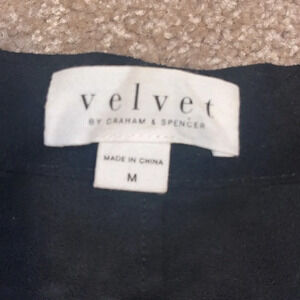 velvet
BY GRAHAM & SPENCER
MADE IN CHINA
M